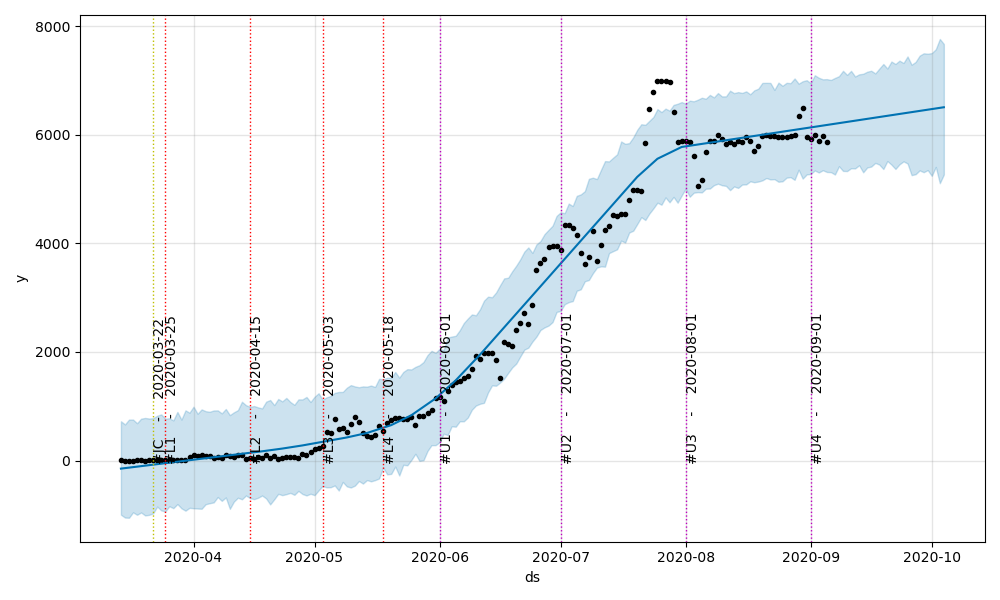 8000
6000
4000
2000
0
y
#JC - 2020-03-22
#L1 - 2020-03-25
#L2 - 2020-04-15
#L3 - 2020-05-03
#L4 - 2020-05-18
#U1 - 2020-06-01
#U2 - 2020-07-01
#U3 - 2020-08-01
#U4 - 2020-09-01
2020-04
2020-05
2020-06
2020-07
2020-08
2020-09
2020-10
ds